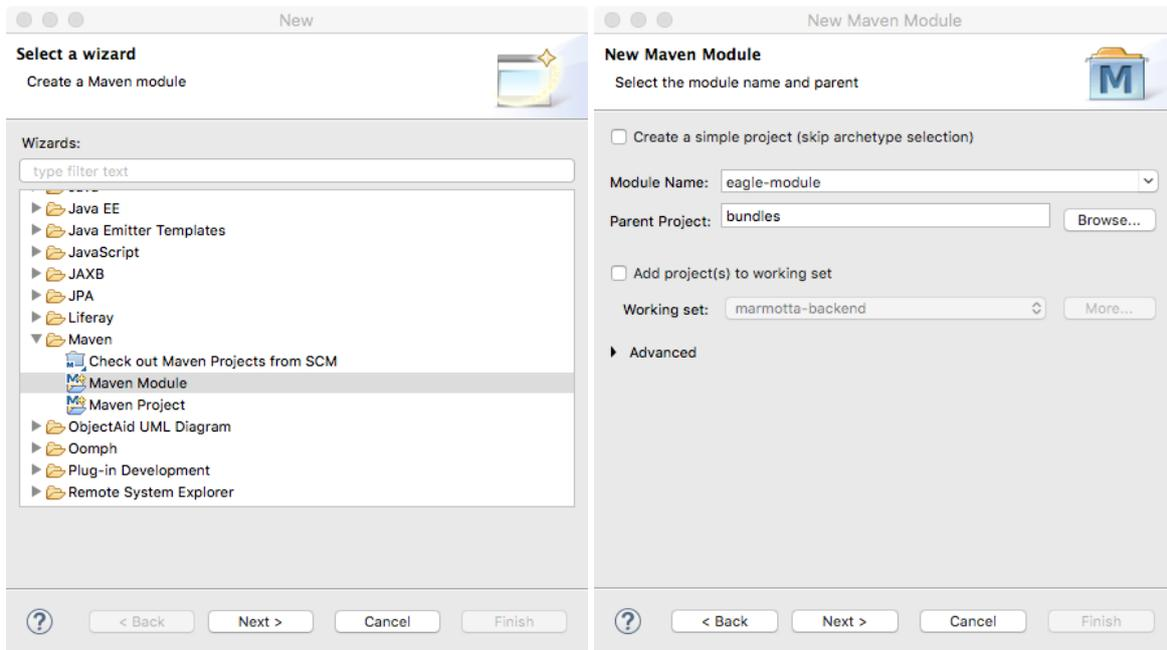 New
Select a wizard
Create a Maven module
Wizards:
type filter text
Java
Java EE
Java Emitter Templates
JavaScript
JAXB
JPA
Liferay
Maven
Check out Maven Projects from SCM
Maven Module
Maven Project
ObjectAid UML Diagram
Oomph
Plug-in Development
Remote System Explorer
? < Back Next > Cancel Finish
New Maven Module
New Maven Module
Select the module name and parent
M
Create a simple project (skip archetype selection)
Module Name: eagle-module
Parent Project: bundles Browse...
Add project(s) to working set
Working set: marmotta-backend More...
Advanced
? < Back Next > Cancel Finish